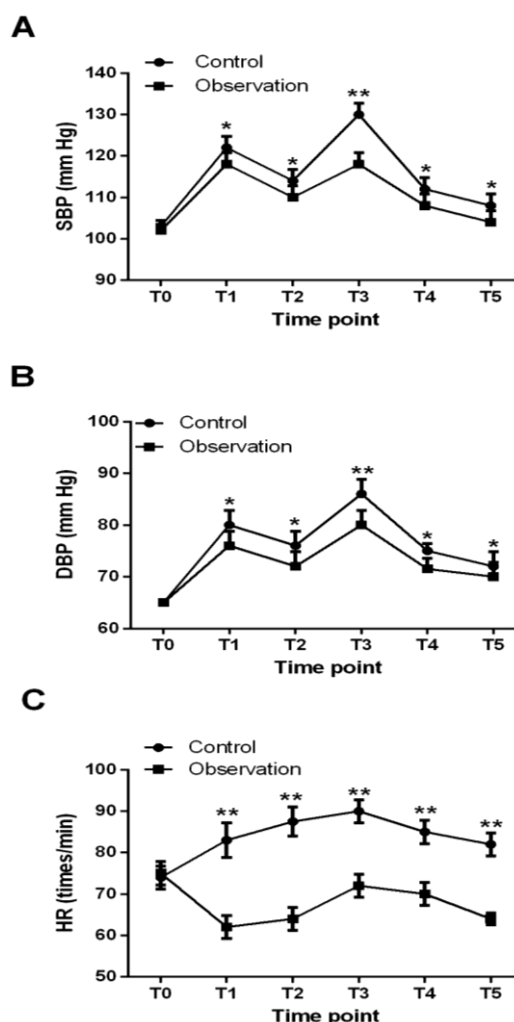 A
Control
Observation
140
130
120
110
100
90
SBP (mm Hg)
*
*
**
*
*
T0 T1 T2 T3 T4 T5
Time point
B
Control
Observation
100
90
80
70
60
DBP (mm Hg)
*
*
**
*
*
T0 T1 T2 T3 T4 T5
Time point
C
Control
Observation
100
90
80
70
60
50
HR (times/min)
**
**
**
**
**
T0 T1 T2 T3 T4 T5
Time point